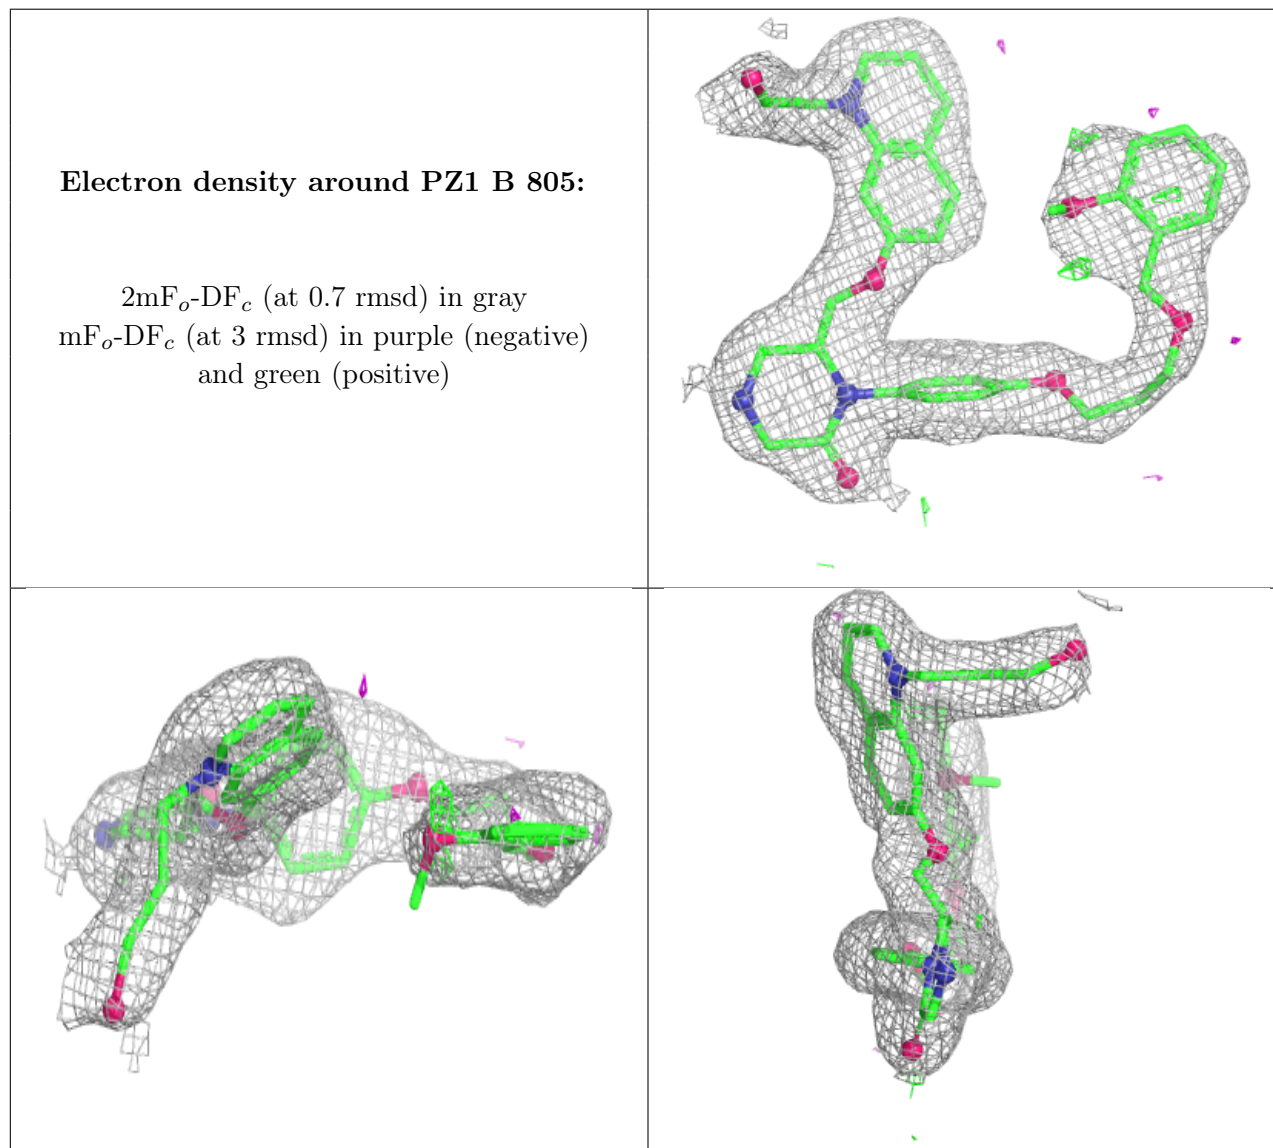 Electron density around PZ1 B 805:
2mFo-DFc (at 0.7 rmsd) in gray
mFo-DFc (at 3 rmsd) in purple (negative)
and green (positive)